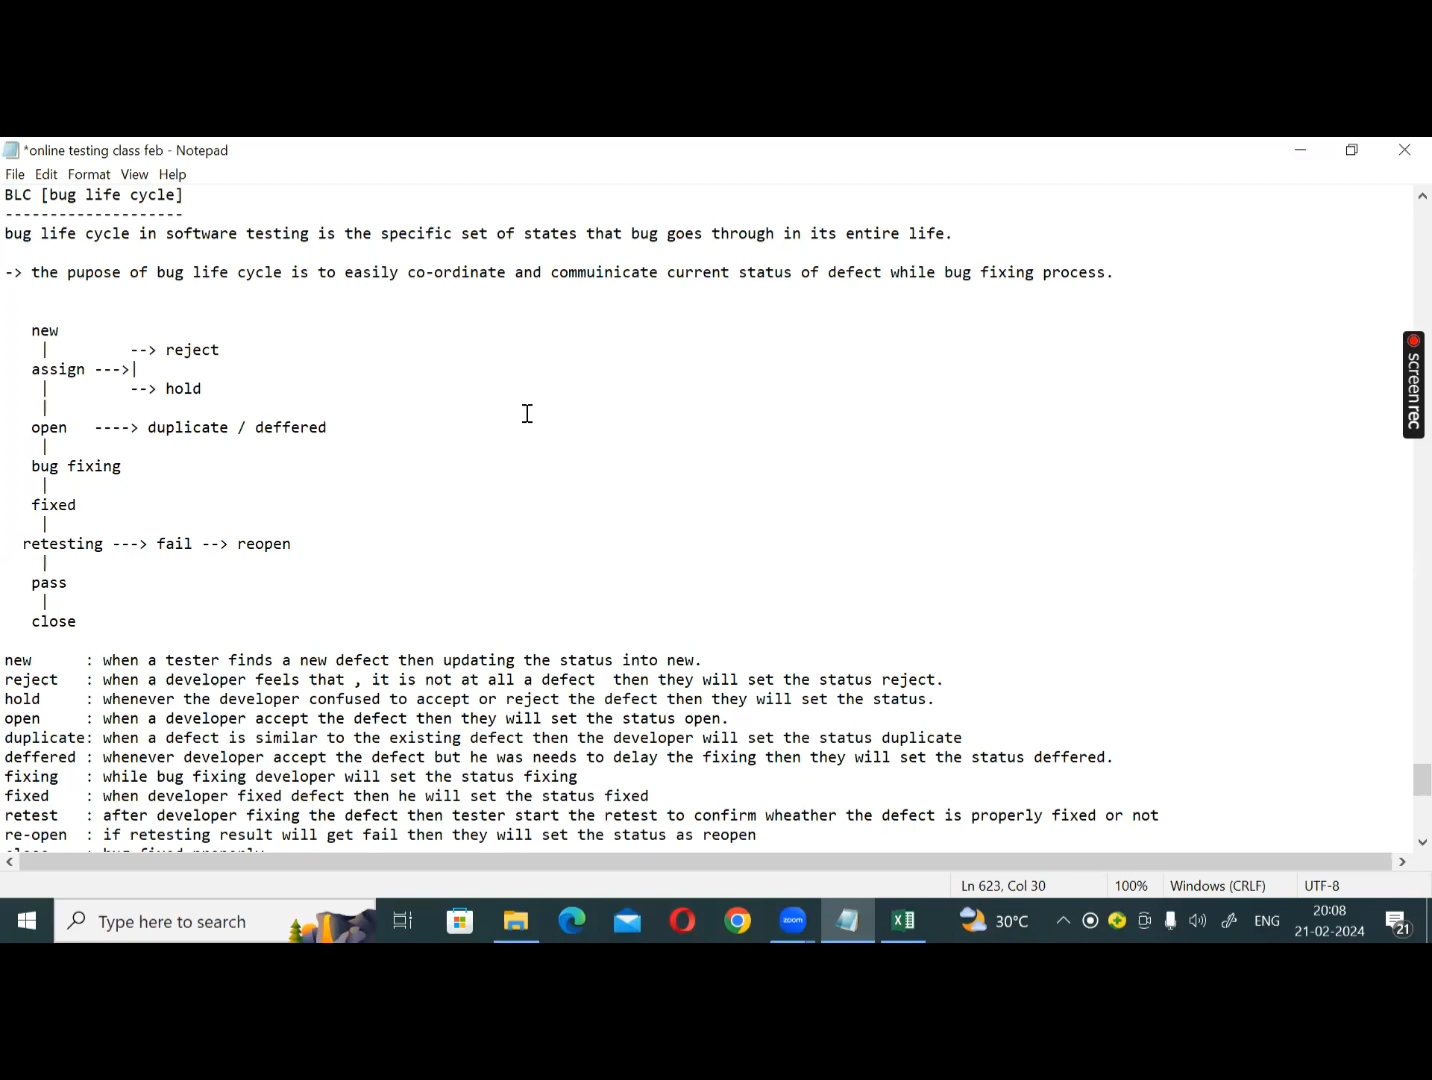 *online testing class feb - Notepad
File Edit Format View Help
BLC [bug life cycle]
--------------------
bug life cycle in software testing is the specific set of states that bug goes through in its entire life.
-> the pupose of bug life cycle is to easily co-ordinate and commuinicate current status of defect while bug fixing process.
new
| --> reject
assign --->|
| --> hold
|
open ----> duplicate / deffered
|
bug fixing
|
fixed
|
retesting ---> fail --> reopen
|
pass
|
close
new : when a tester finds a new defect then updating the status into new.
reject : when a developer feels that , it is not at all a defect then they will set the status reject.
hold : whenever the developer confused to accept or reject the defect then they will set the status.
open : when a developer accept the defect then they will set the status open.
duplicate: when a defect is similar to the existing defect then the developer will set the status duplicate
deffered : whenever developer accept the defect but he was needs to delay the fixing then they will set the status deffered.
fixing : while bug fixing developer will set the status fixing
fixed : when developer fixed defect then he will set the status fixed
retest : after developer fixing the defect then tester start the retest to confirm wheather the defect is properly fixed or not
re-open : if retesting result will get fail then they will set the status as reopen
screenrec
Ln 623, Col 30 100% Windows (CRLF) UTF-8
Type here to search
zoom
30°C
ENG
20:08
21-02-2024
21